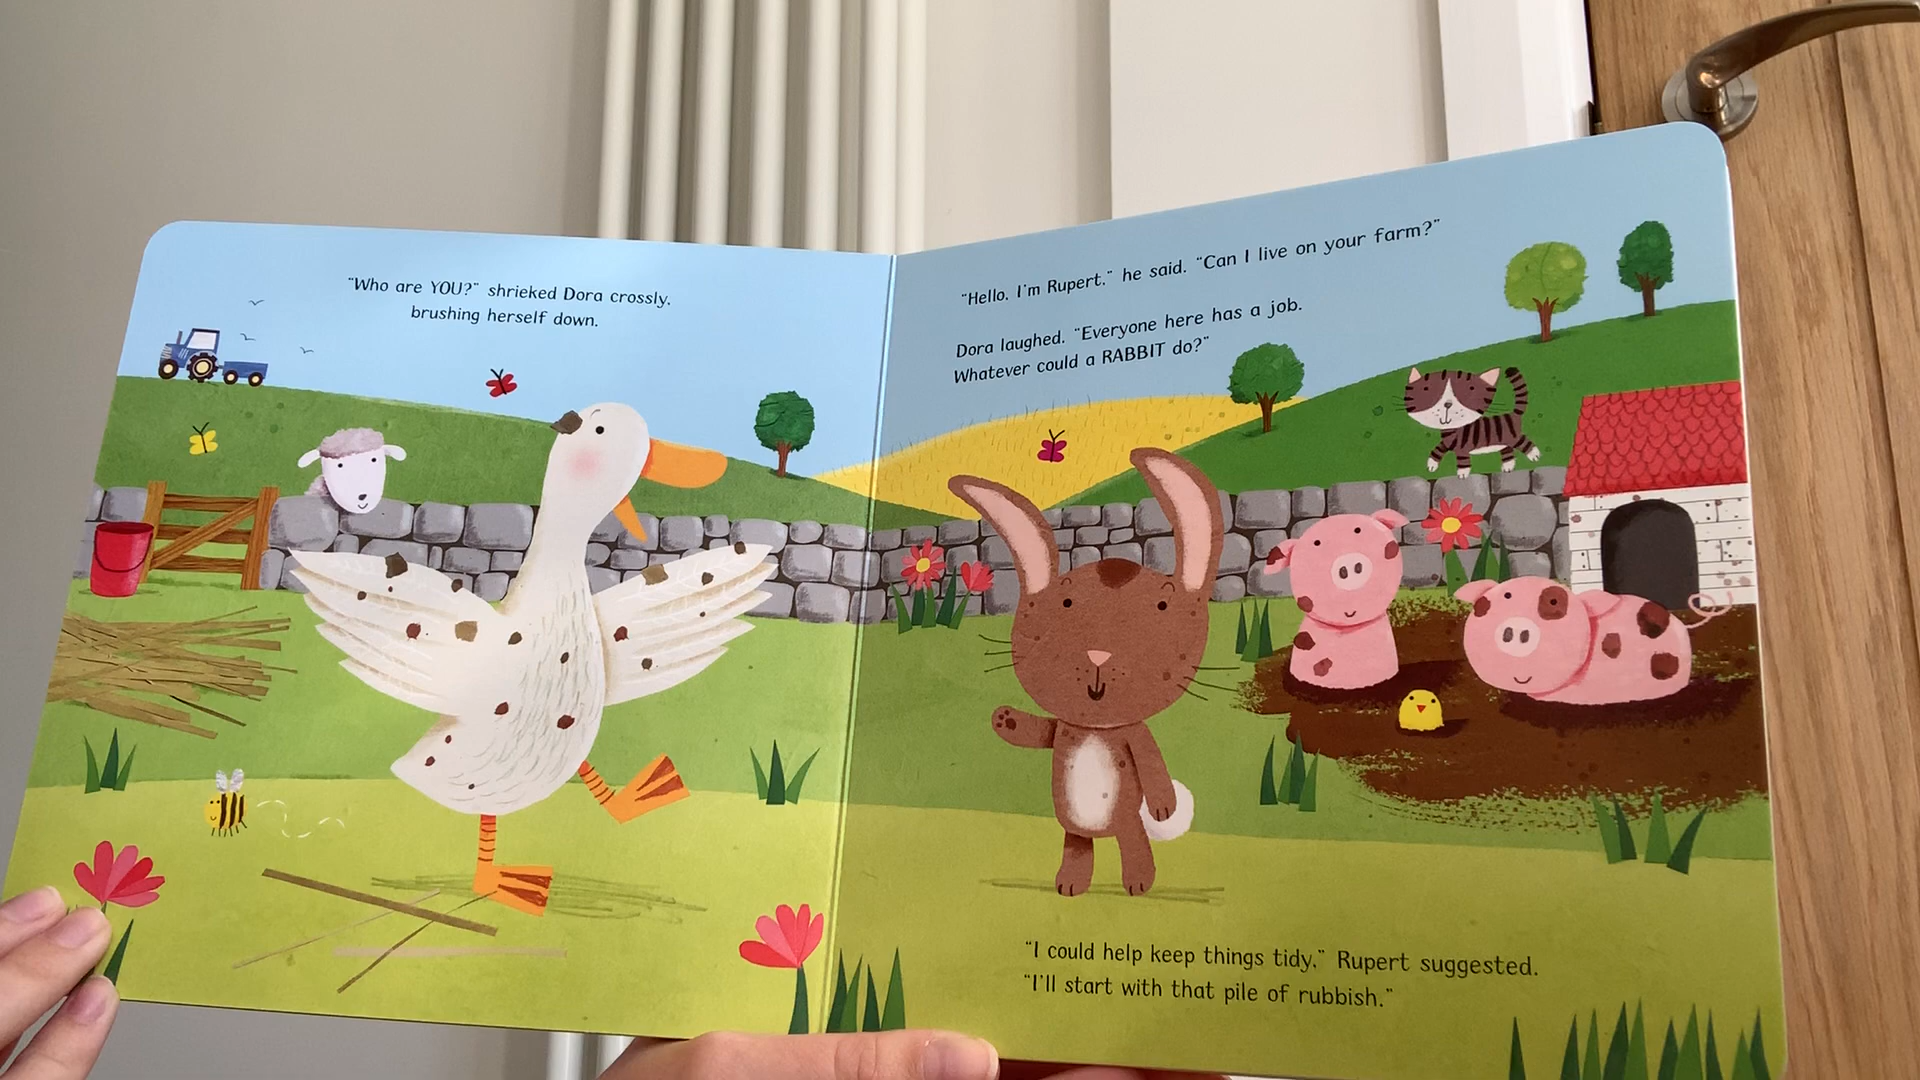 "Who are YOU?" shrieked Dora crossly,
brushing herself down.
"Hello. I'm Rupert," he said. "Can I live on your farm?"
Dora laughed. "Everyone here has a job.
Whatever could a RABBIT do?"
"I could help keep things tidy," Rupert suggested.
"I'll start with that pile of rubbish."